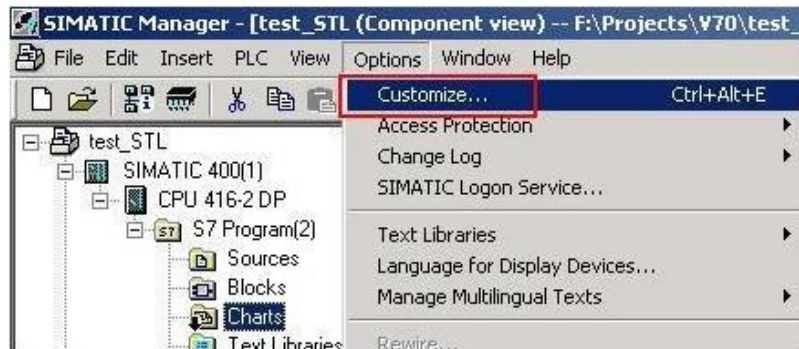 SIMATIC Manager - [test_STL (Component view) -- F:\Projects\V70\test_
File Edit Insert PLC View Options Window Help
Customize... Ctrl+Alt+E
Access Protection
Change Log
SIMATIC Logon Service...
Text Libraries
Language for Display Devices...
Manage Multilingual Texts
Rewire...
test_STL
SIMATIC 400(1)
CPU 416-2 DP
S7 Program(2)
Sources
Blocks
Charts
Text Libraries